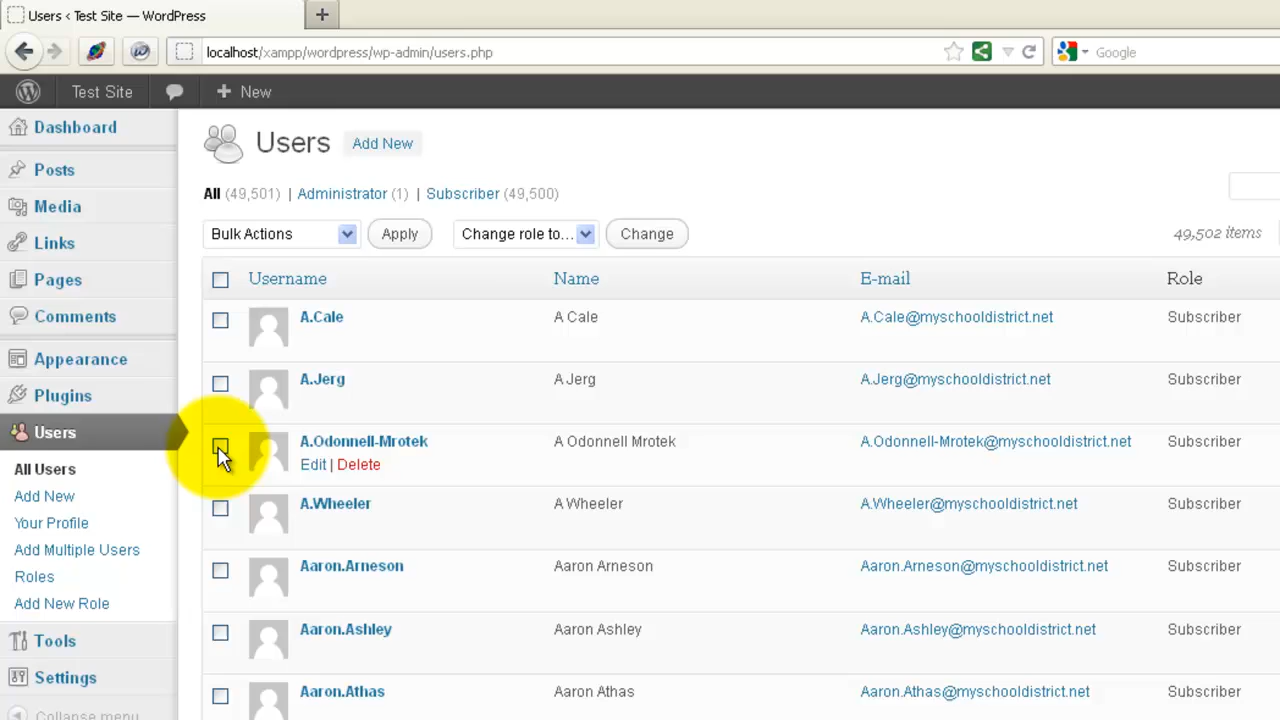 Users < Test Site — WordPress
localhost/xampp/wordpress/wp-admin/users.php
Google
Test Site
New
Dashboard
Posts
Media
Links
Pages
Comments
Appearance
Plugins
Users
All Users
Add New
Your Profile
Add Multiple Users
Roles
Add New Role
Tools
Settings
Collapse menu
Users Add New
All (49,501) | Administrator (1) | Subscriber (49,500)
Bulk Actions Apply Change role to... Change 49,502 items
Username Name E-mail Role
A.Cale A Cale A.Cale@myschooldistrict.net Subscriber
A.Jerg A Jerg A.Jerg@myschooldistrict.net Subscriber
A.Odonnell-Mrotek A Odonnell Mrotek A.Odonnell-Mrotek@myschooldistrict.net Subscriber
Edit | Delete
A.Wheeler A Wheeler A.Wheeler@myschooldistrict.net Subscriber
Aaron.Arneson Aaron Arneson Aaron.Arneson@myschooldistrict.net Subscriber
Aaron.Ashley Aaron Ashley Aaron.Ashley@myschooldistrict.net Subscriber
Aaron.Athas Aaron Athas Aaron.Athas@myschooldistrict.net Subscriber